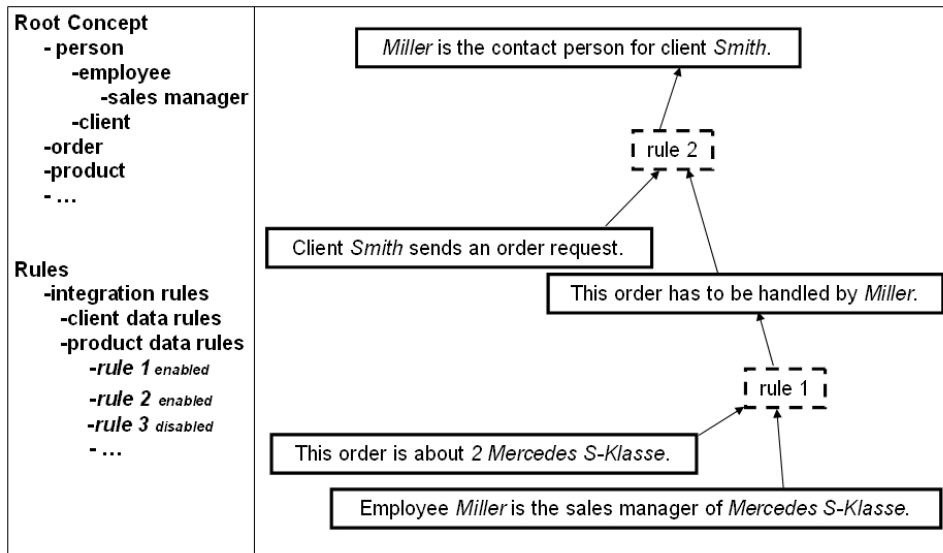 Root Concept
- person
-employee
-sales manager
-client
-order
-product
- ...
Rules
-integration rules
-client data rules
-product data rules
-rule 1 enabled
-rule 2 enabled
-rule 3 disabled
- ...
Miller is the contact person for client Smith.
rule 2
Client Smith sends an order request.
This order has to be handled by Miller.
rule 1
This order is about 2 Mercedes S-Klasse.
Employee Miller is the sales manager of Mercedes S-Klasse.